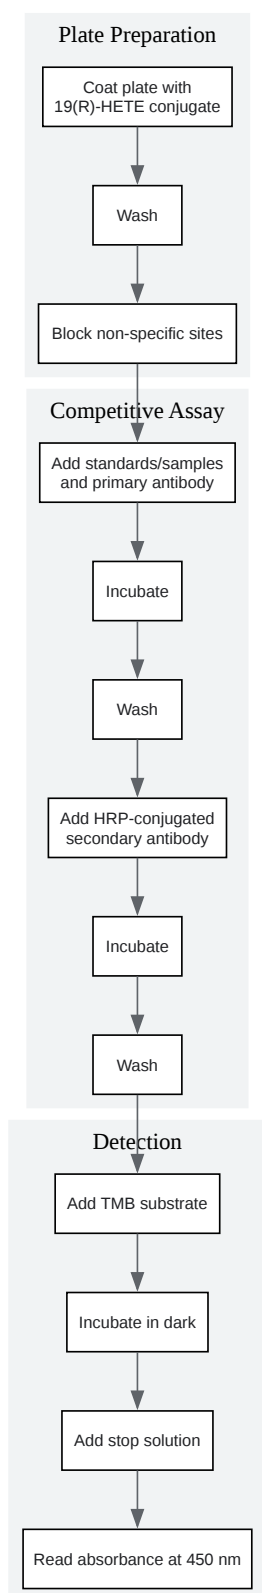 Plate Preparation
Coat plate with
19(R)-HETE conjugate
Wash
Block non-specific sites
Competitive Assay
Add standards/samples
and primary antibody
Incubate
Wash
Add HRP-conjugated
secondary antibody
Incubate
Wash
Detection
Add TMB substrate
Incubate in dark
Add stop solution
Read absorbance at 450 nm